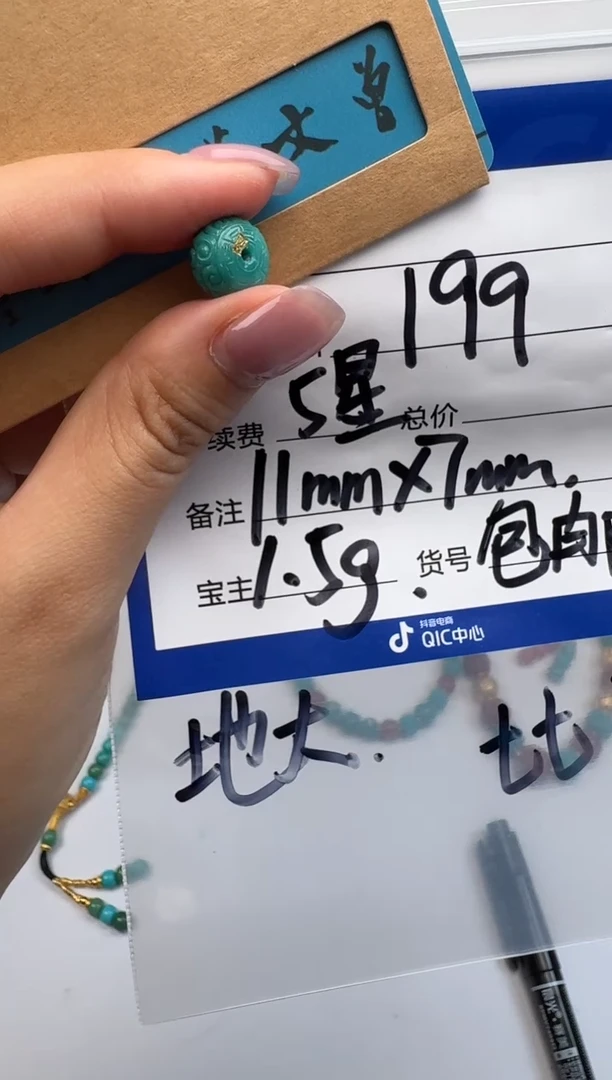 199
续费 5星 总价
备注 11mm×7mm.
宝主 1.5g. 货号 包邮
抖音电商
QIC中心
地大. 比